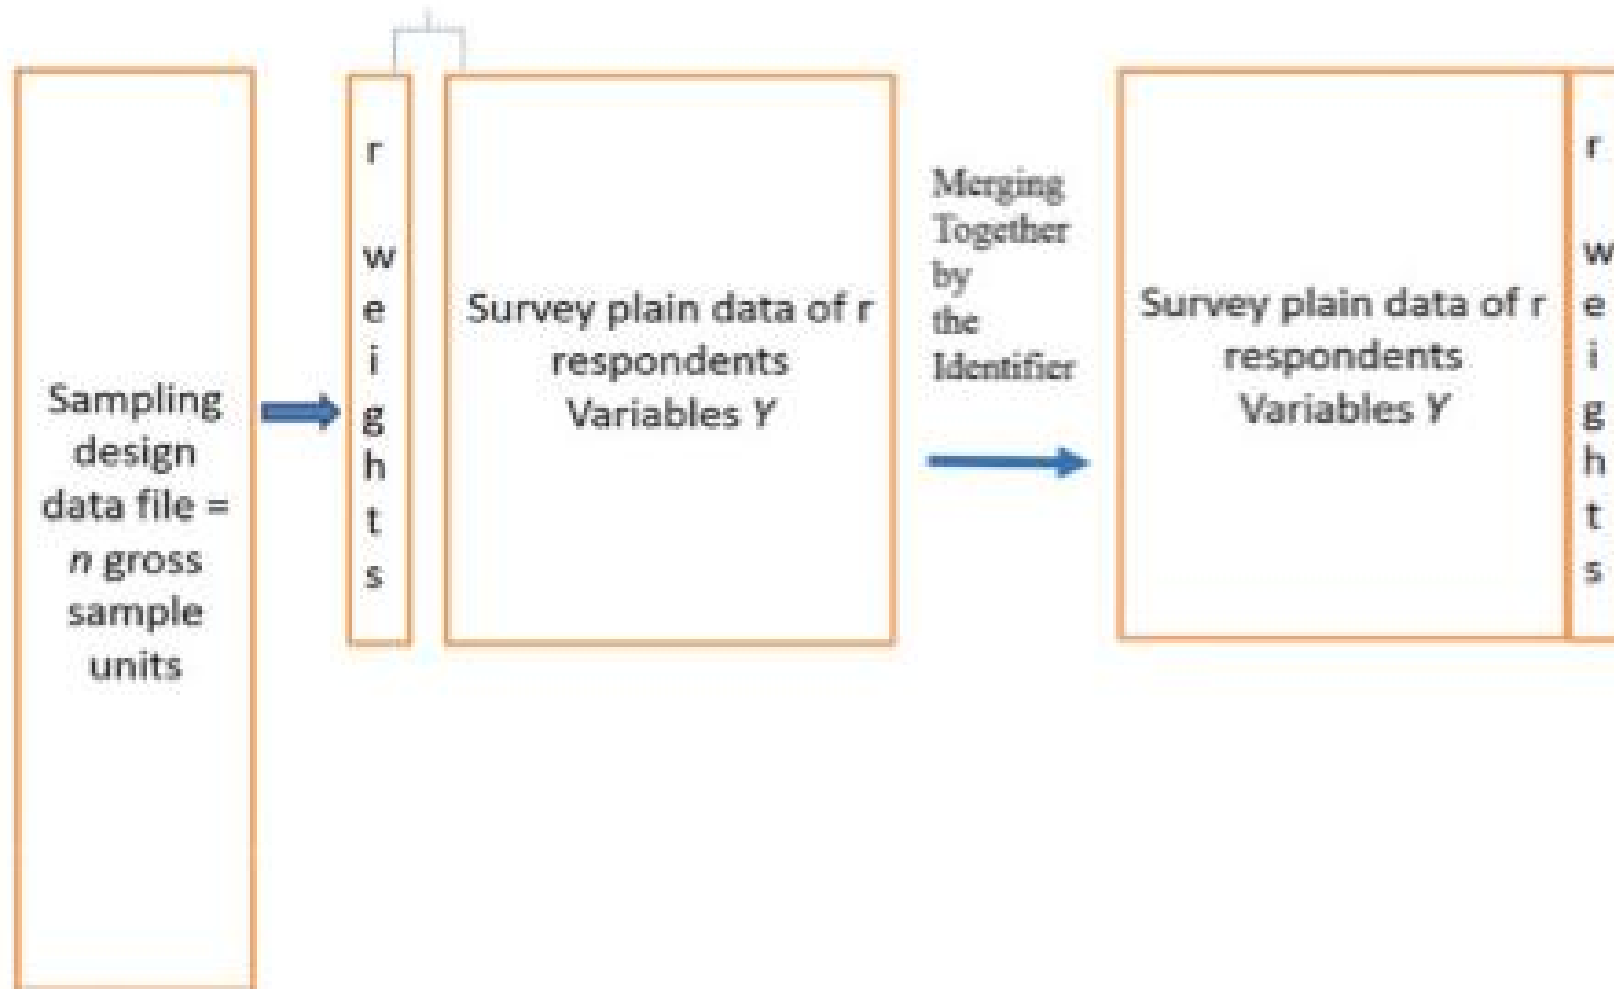 Sampling
design
data file =
n gross
sample
units
r
w
e
i
g
h
t
s
Survey plain data of r
respondents
Variables Y
Merging
Together
by
the
Identifier
Survey plain data of r
respondents
Variables Y
r
w
e
i
g
h
t
s